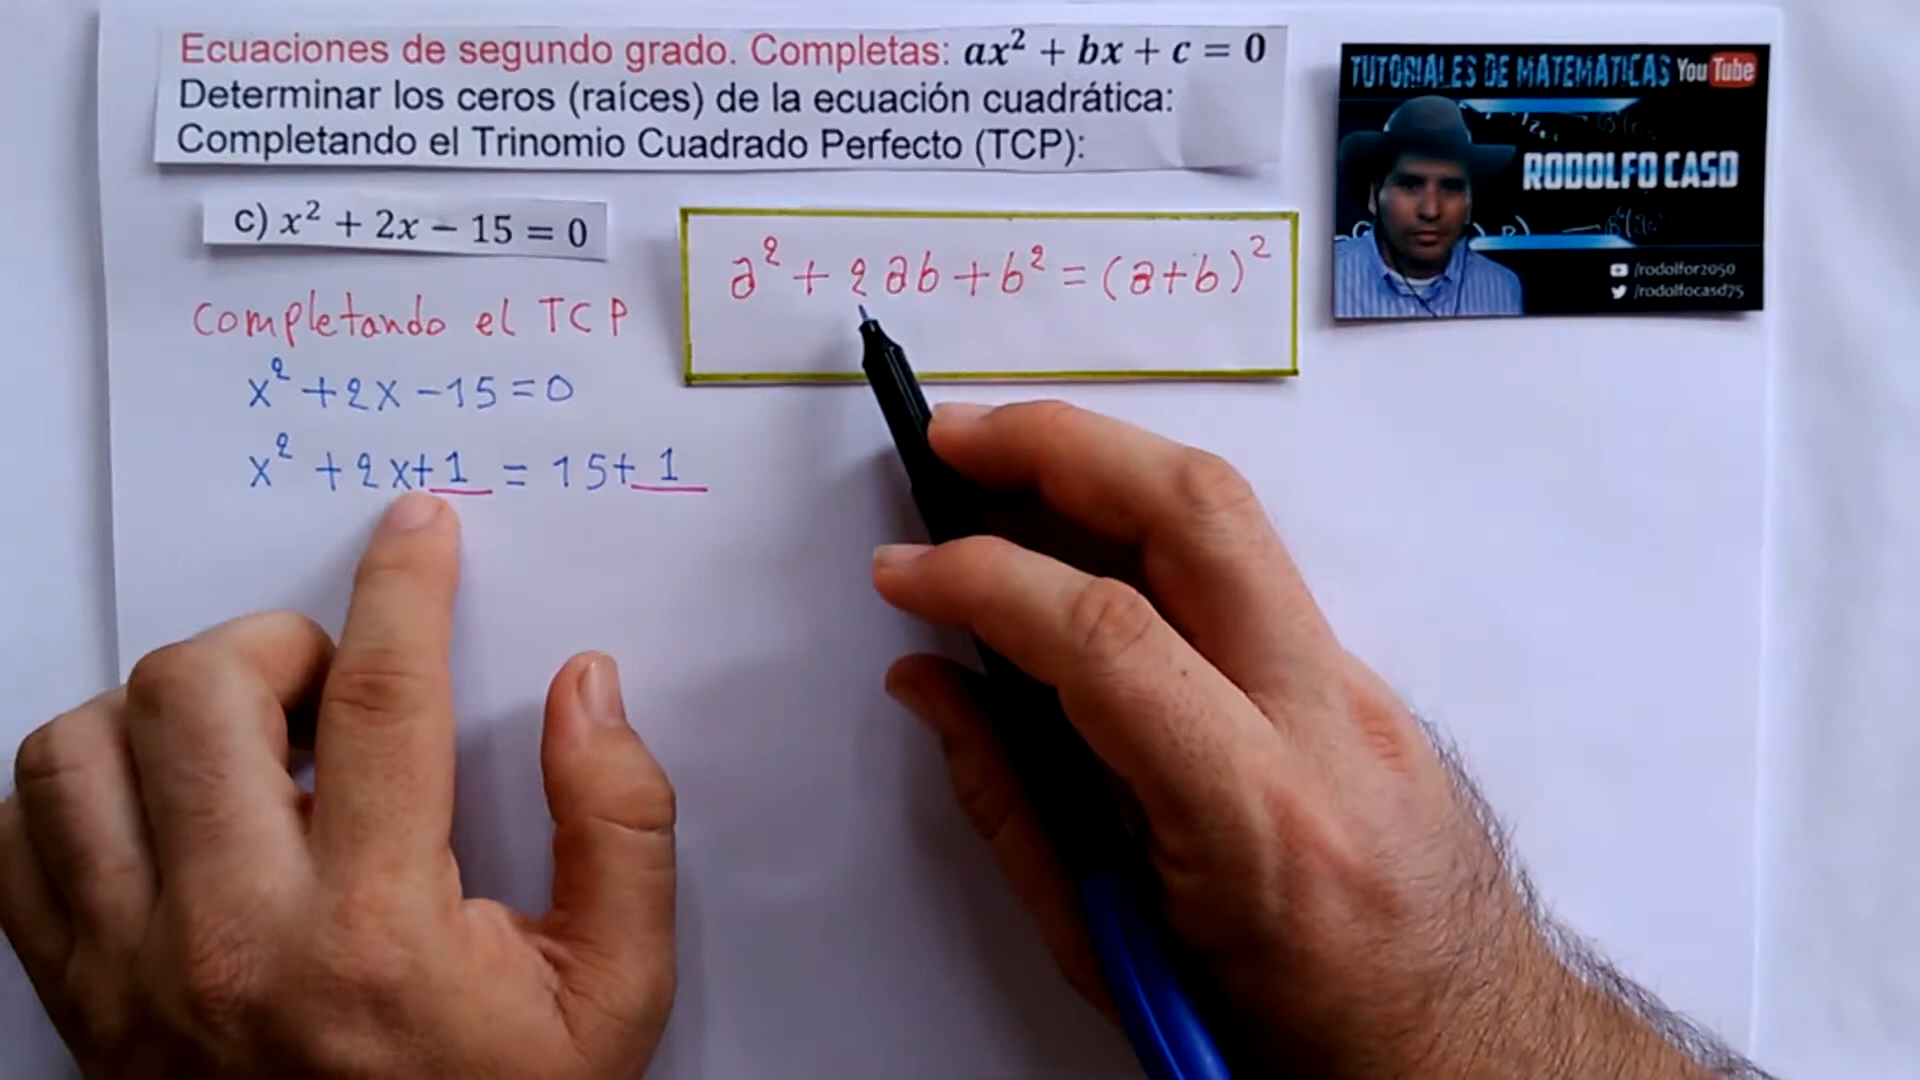 Ecuaciones de segundo grado. Completas: ax² + bx + c = 0
Determinar los ceros (raíces) de la ecuación cuadrática:
Completando el Trinomio Cuadrado Perfecto (TCP):
c) x² + 2x − 15 = 0
a² + 2ab + b² = (a+b)²
Completando el TCP
x² + 2x − 15 = 0
x² + 2x + 1 = 15 + 1
TUTORIALES DE MATEMATICAS YouTube
RODOLFO CASD
/rodolfor2050
/rodolfocasd75